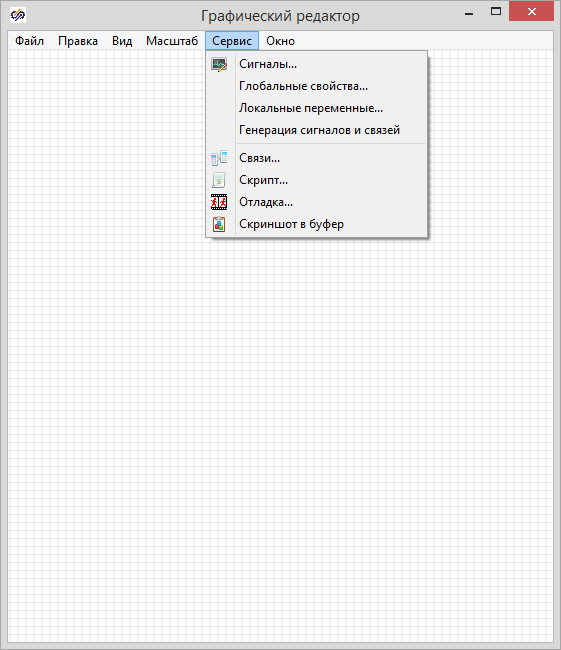 Графический редактор
Файл Правка Вид Масштаб Сервис Окно
Сигналы...
Глобальные свойства...
Локальные переменные...
Генерация сигналов и связей
Связи...
Скрипт...
Отладка...
Скриншот в буфер